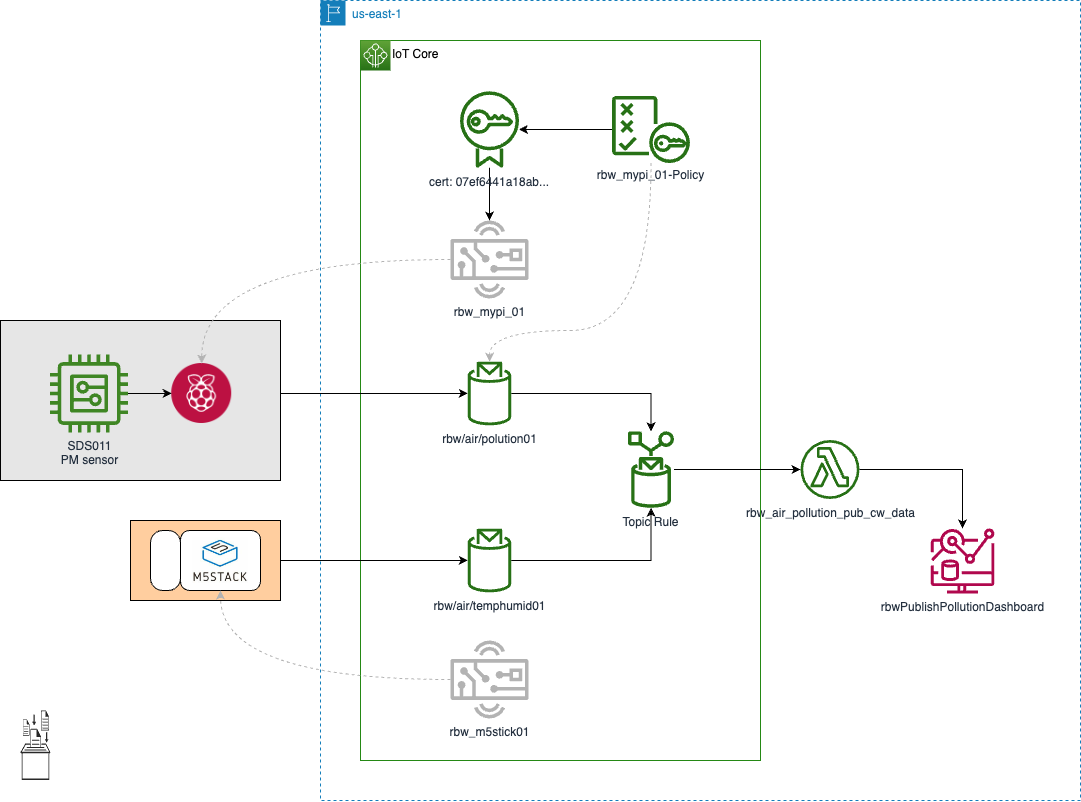 us-east-1
IoT Core
cert: 07ef6441a18ab...
rbw_mypi_01-Policy
rbw_mypi_01
SDS011
PM sensor
rbw/air/polution01
Topic Rule
rbw_air_pollution_pub_cw_data
M5STACK
rbw/air/temphumid01
rbwPublishPollutionDashboard
rbw_m5stick01